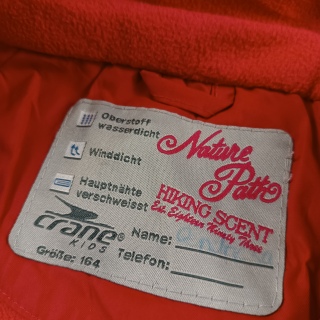 Oberstoff
wasserdicht
Winddicht
Hauptnähte
verschweisst
Nature
Path
HIKING SCENT
Est. Eighteen Ninety Three
crane®
KIDS
Größe: 164
Name:
Telefon: